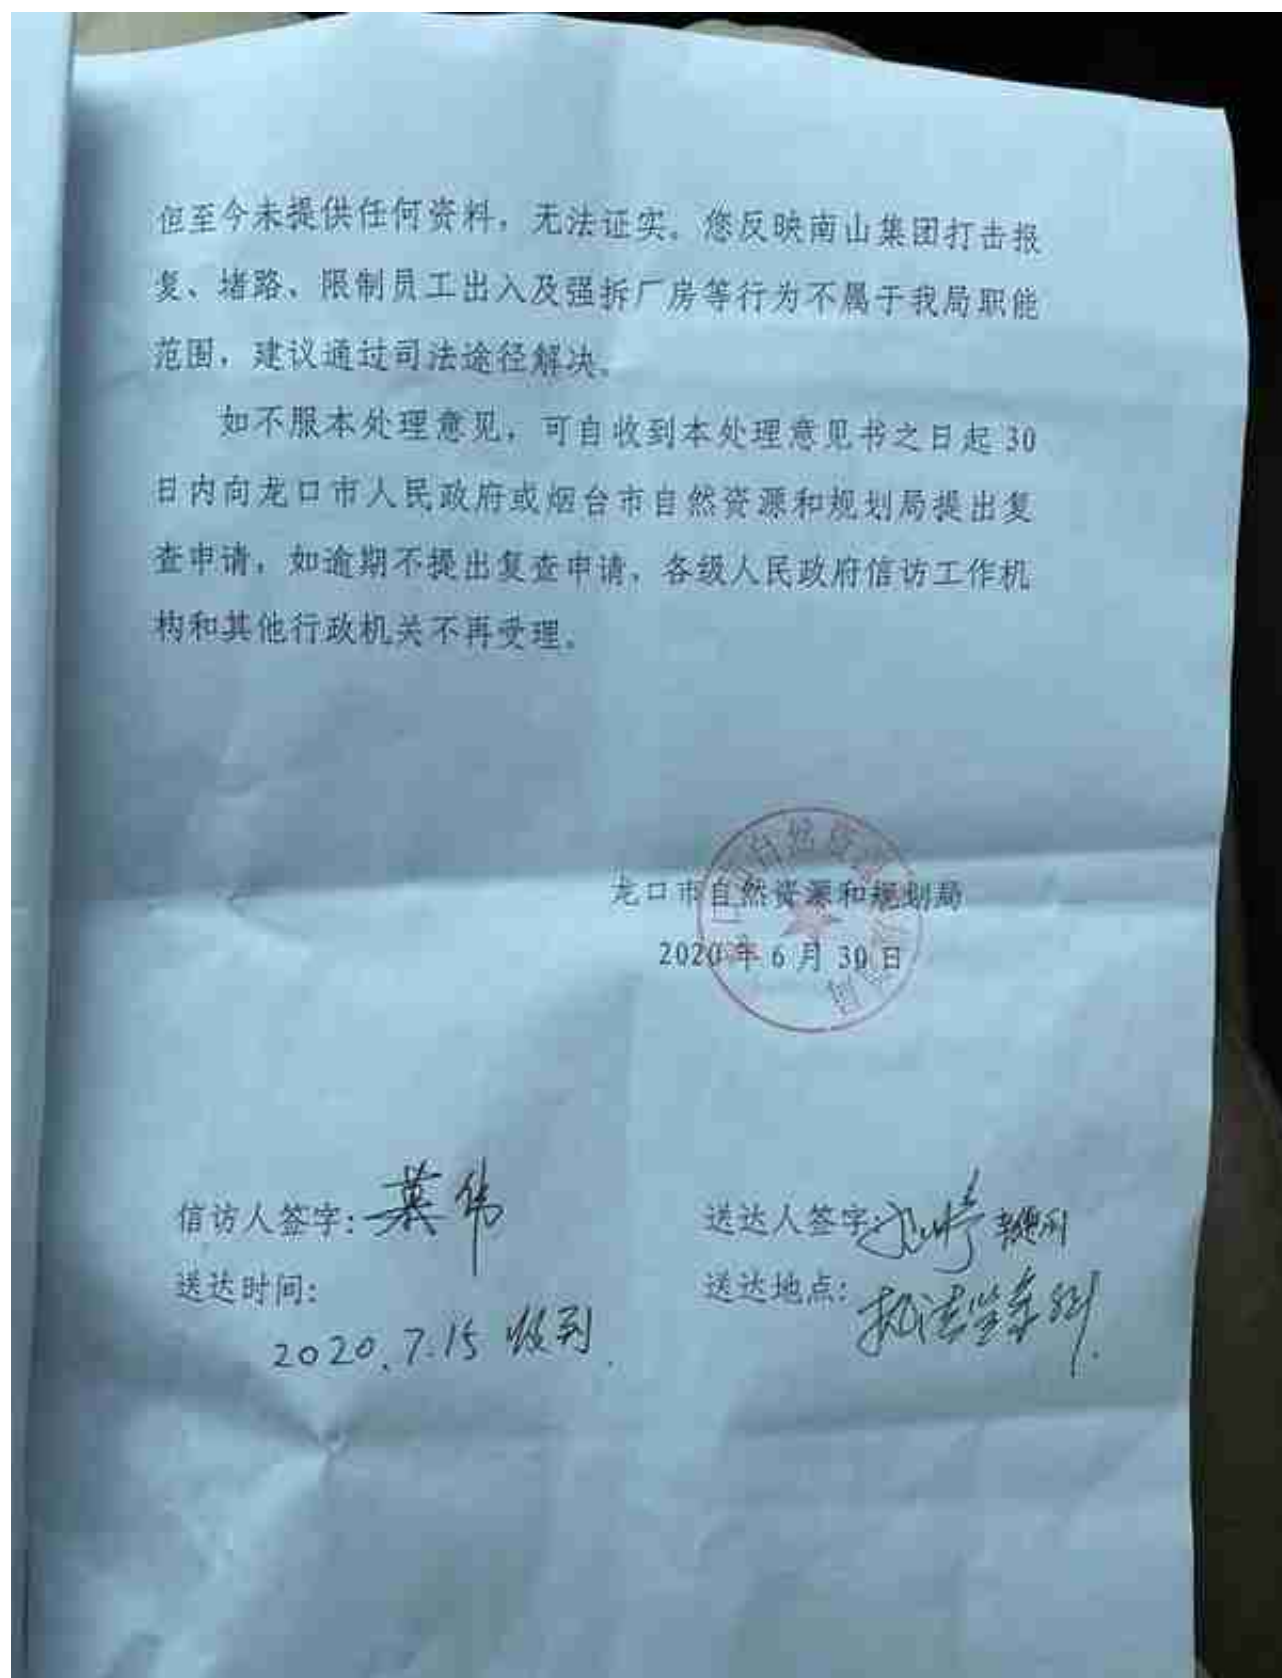 但至今未提供任何资料，无法证实。您反映南山集团打击报
复、堵路、限制员工出入及强拆厂房等行为不属于我局职能
范围，建议通过司法途径解决。
如不服本处理意见，可自收到本处理意见书之日起30
日内向龙口市人民政府或烟台市自然资源和规划局提出复
查申请，如逾期不提出复查申请，各级人民政府信访工作机
构和其他行政机关不再受理。
龙口市自然资源和规划局
2020年6月30日
信访人签字：
送达人签字：
送达时间：
送达地点：执法监察科.
2020.7.15 收到.